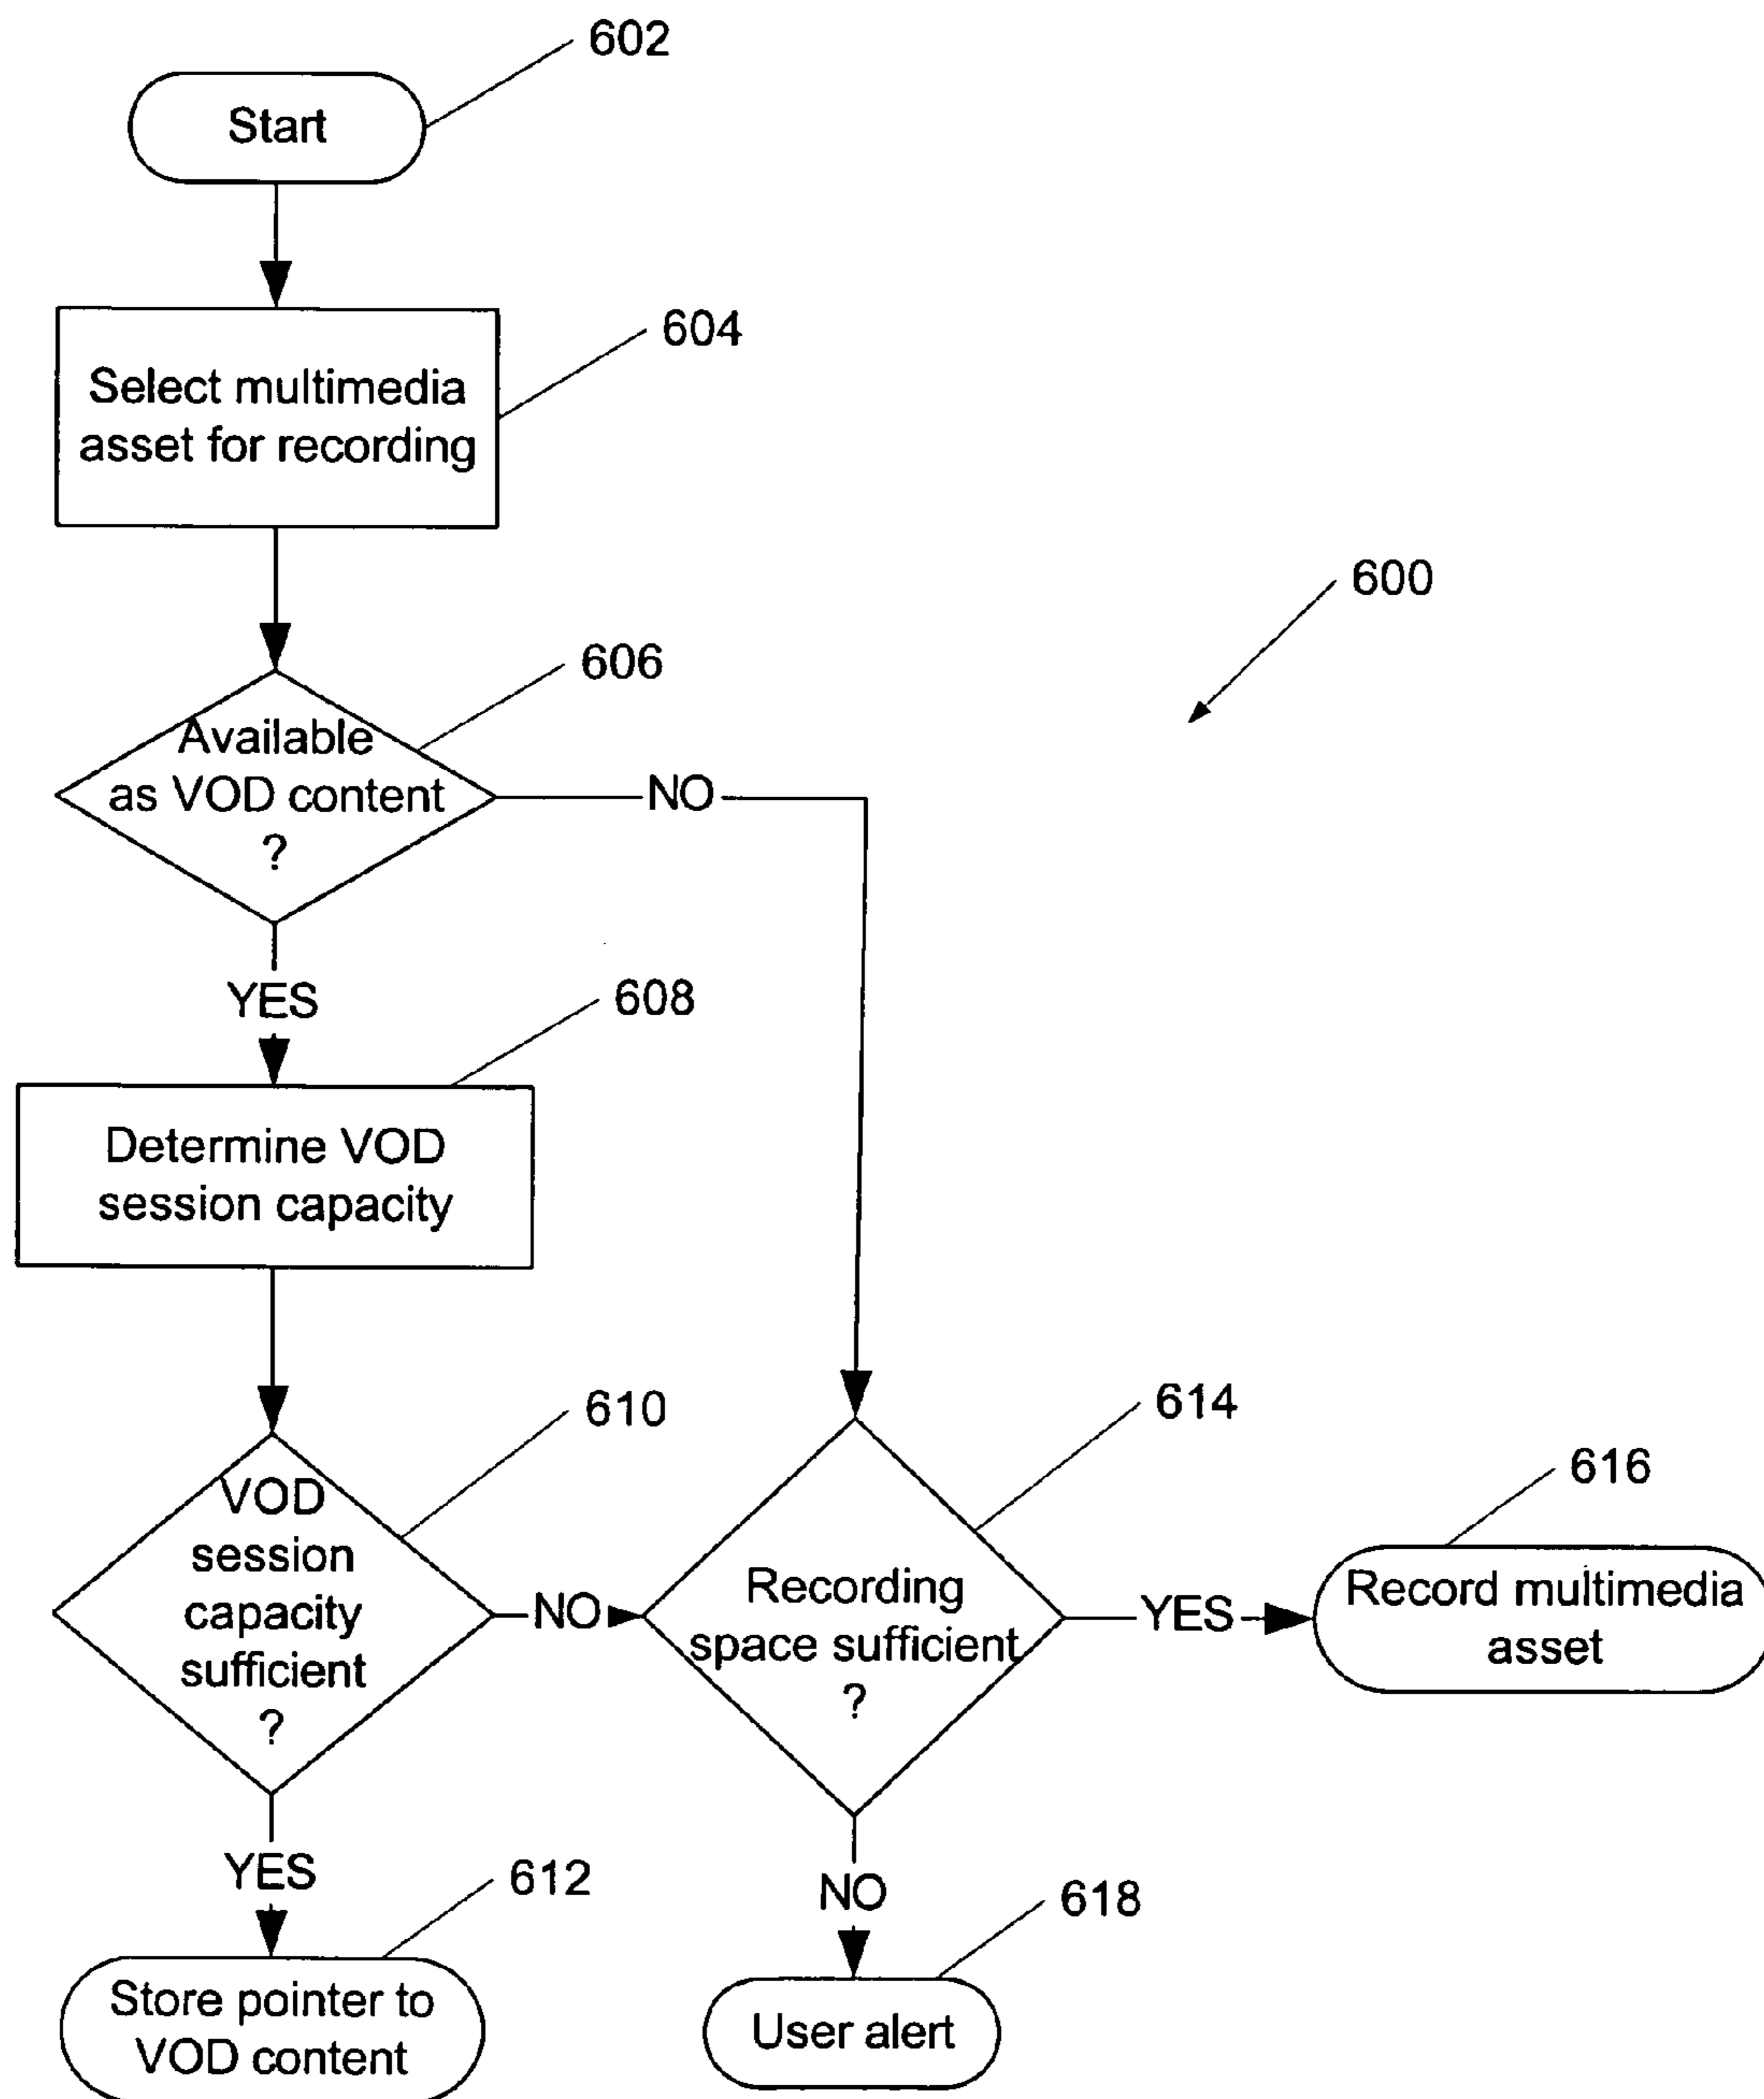 602
Start
604
Select multimedia
asset for recording
600
606
Available
as VOD content
?
NO
YES
608
Determine VOD
session capacity
610
VOD
session
capacity
sufficient
?
NO
614
Recording
space sufficient
?
YES
616
Record multimedia
asset
YES
612
Store pointer to
VOD content
NO
618
User alert